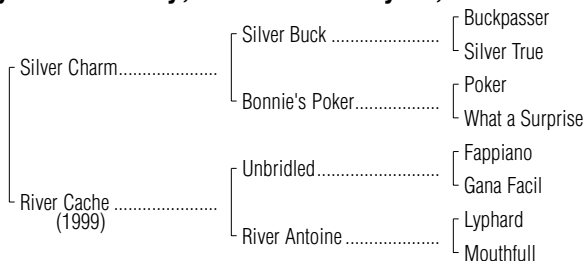 Buckpasser
Silver Buck ....................
Silver True
Silver Charm....................
Poker
Bonnie's Poker................
What a Surprise
Fappiano
Unbridled.......................
Gana Facil
River Cache .....................
(1999)
Lyphard
River Antoine ..................
Mouthfull